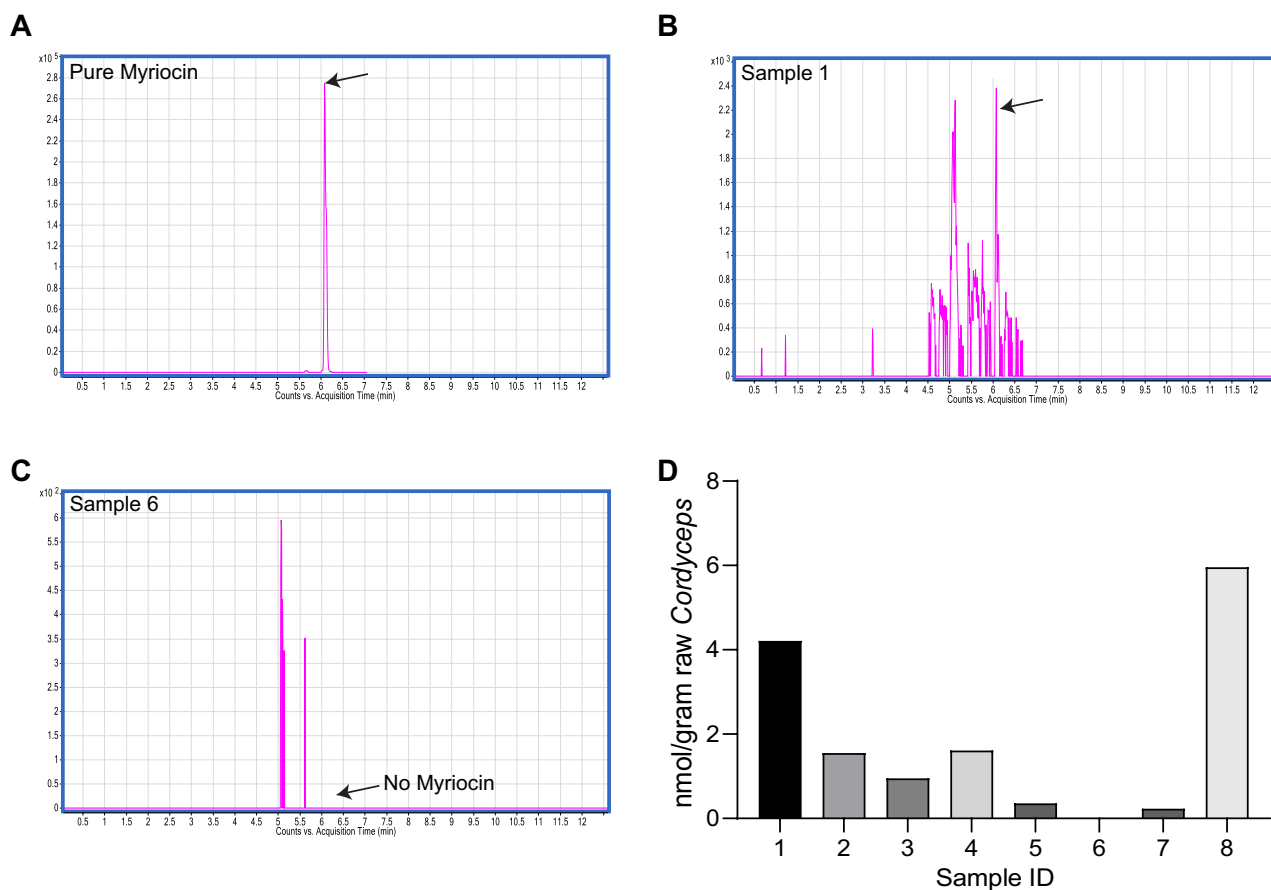 A
x10 5
Pure Myriocin
2.8
2.6
2.4
2.2
2
1.8
1.6
1.4
1.2
1
0.8
0.6
0.4
0.2
0
0.5 1 1.5 2 2.5 3 3.5 4 4.5 5 5.5 6 6.5 7 7.5 8 8.5 9 9.5 10 10.5 11 11.5 12
Counts vs. Acquisition Time (min)
B
x10 3
Sample 1
2.4
2.2
2
1.8
1.6
1.4
1.2
1
0.8
0.6
0.4
0.2
0
0.5 1 1.5 2 2.5 3 3.5 4 4.5 5 5.5 6 6.5 7 7.5 8 8.5 9 9.5 10 10.5 11 11.5 12
Counts vs. Acquisition Time (min)
C
x10 2
Sample 6
6
5.5
5
4.5
4
3.5
3
2.5
2
1.5
1
0.5
0
No Myriocin
0.5 1 1.5 2 2.5 3 3.5 4 4.5 5 5.5 6 6.5 7 7.5 8 8.5 9 9.5 10 10.5 11 11.5 12
Counts vs. Acquisition Time (min)
D
nmol/gram raw Cordyceps
8
6
4
2
0
1 2 3 4 5 6 7 8
Sample ID